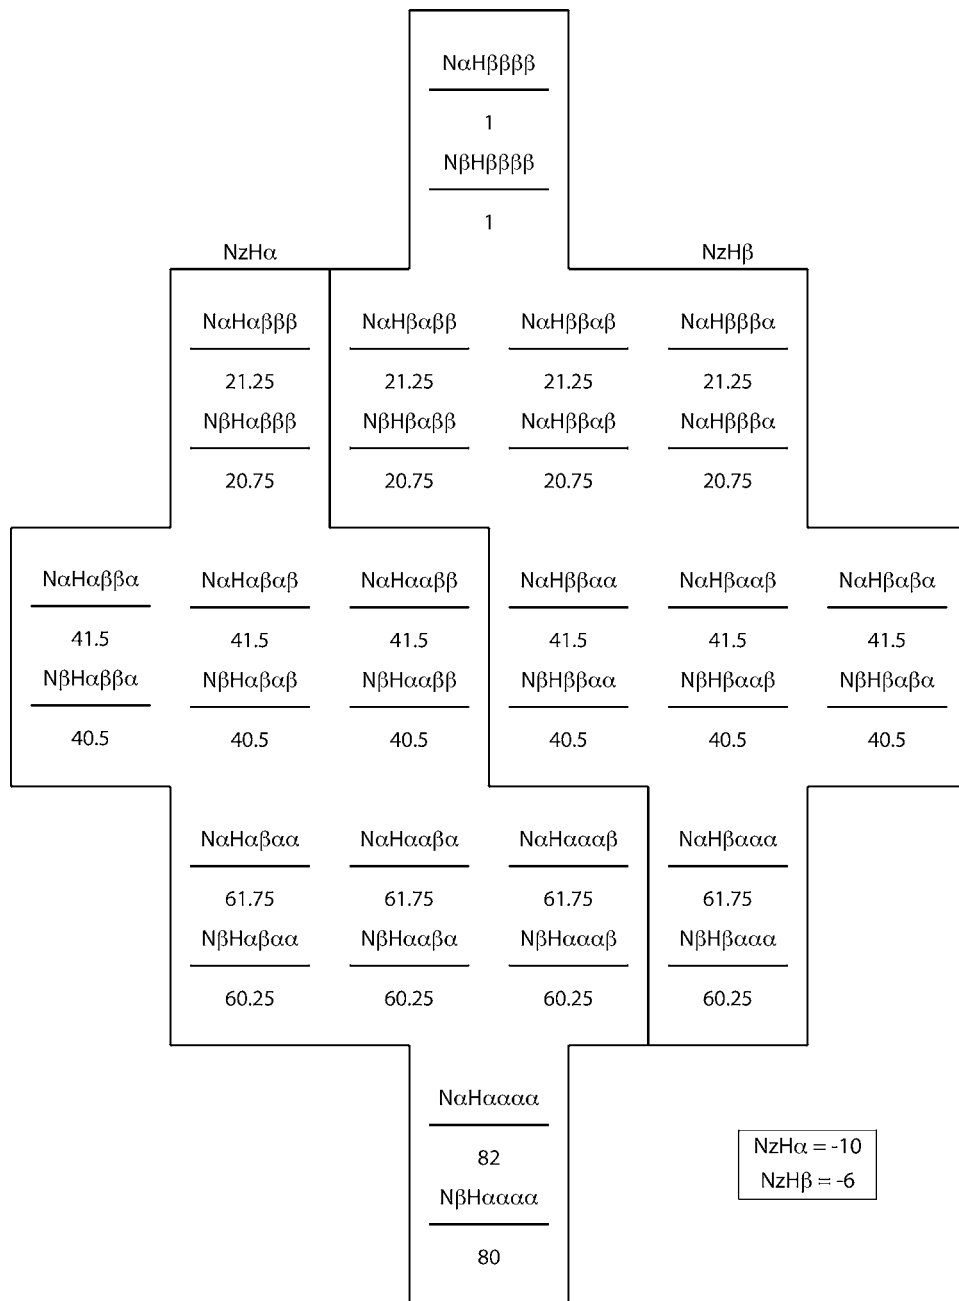 NαHββββ
1
NβHββββ
1
NzHα NzHβ
NαHαβββ NαHβαββ NαHββαβ NαHβββα
21.25 21.25 21.25 21.25
NβHαβββ NβHβαββ NαHββαβ NαHβββα
20.75 20.75 20.75 20.75
NαHαββα NαHαβαβ NαHααββ NαHββαα NαHβααβ NαHβαβα
41.5 41.5 41.5 41.5 41.5 41.5
NβHαββα NβHαβαβ NβHααββ NβHββαα NβHβααβ NβHβαβα
40.5 40.5 40.5 40.5 40.5 40.5
NαHαβαα NαHααβα NαHαααβ NαHβααα
61.75 61.75 61.75 61.75
NβHαβαα NβHααβα NβHαααβ NβHβααα
60.25 60.25 60.25 60.25
NαHαααα
82
NβHαααα
80
NzHα = -10
NzHβ = -6